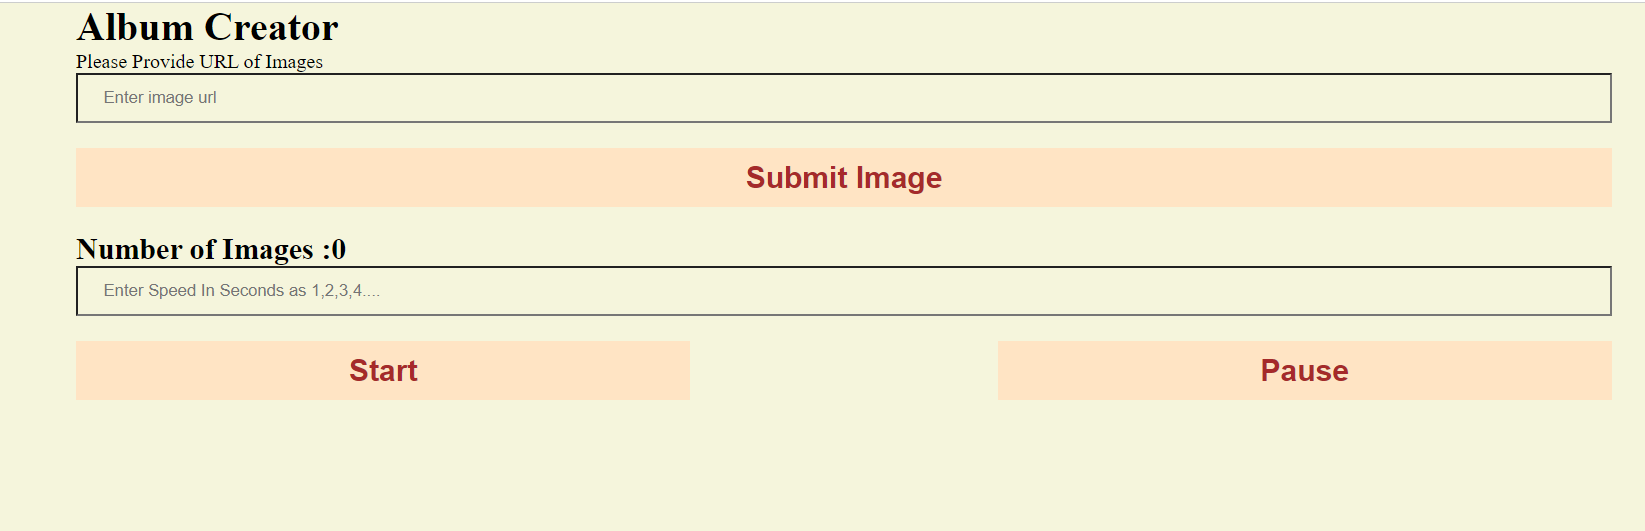 Album Creator
Please Provide URL of Images
Enter image url
Submit Image
Number of Images :0
Enter Speed In Seconds as 1,2,3,4....
Start
Pause